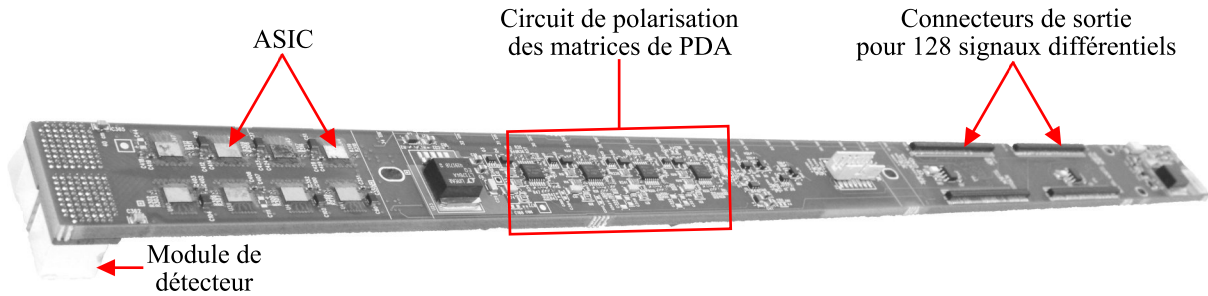 ASIC
Circuit de polarisation
des matrices de PDA
Connecteurs de sortie
pour 128 signaux différentiels
Module de
détecteur